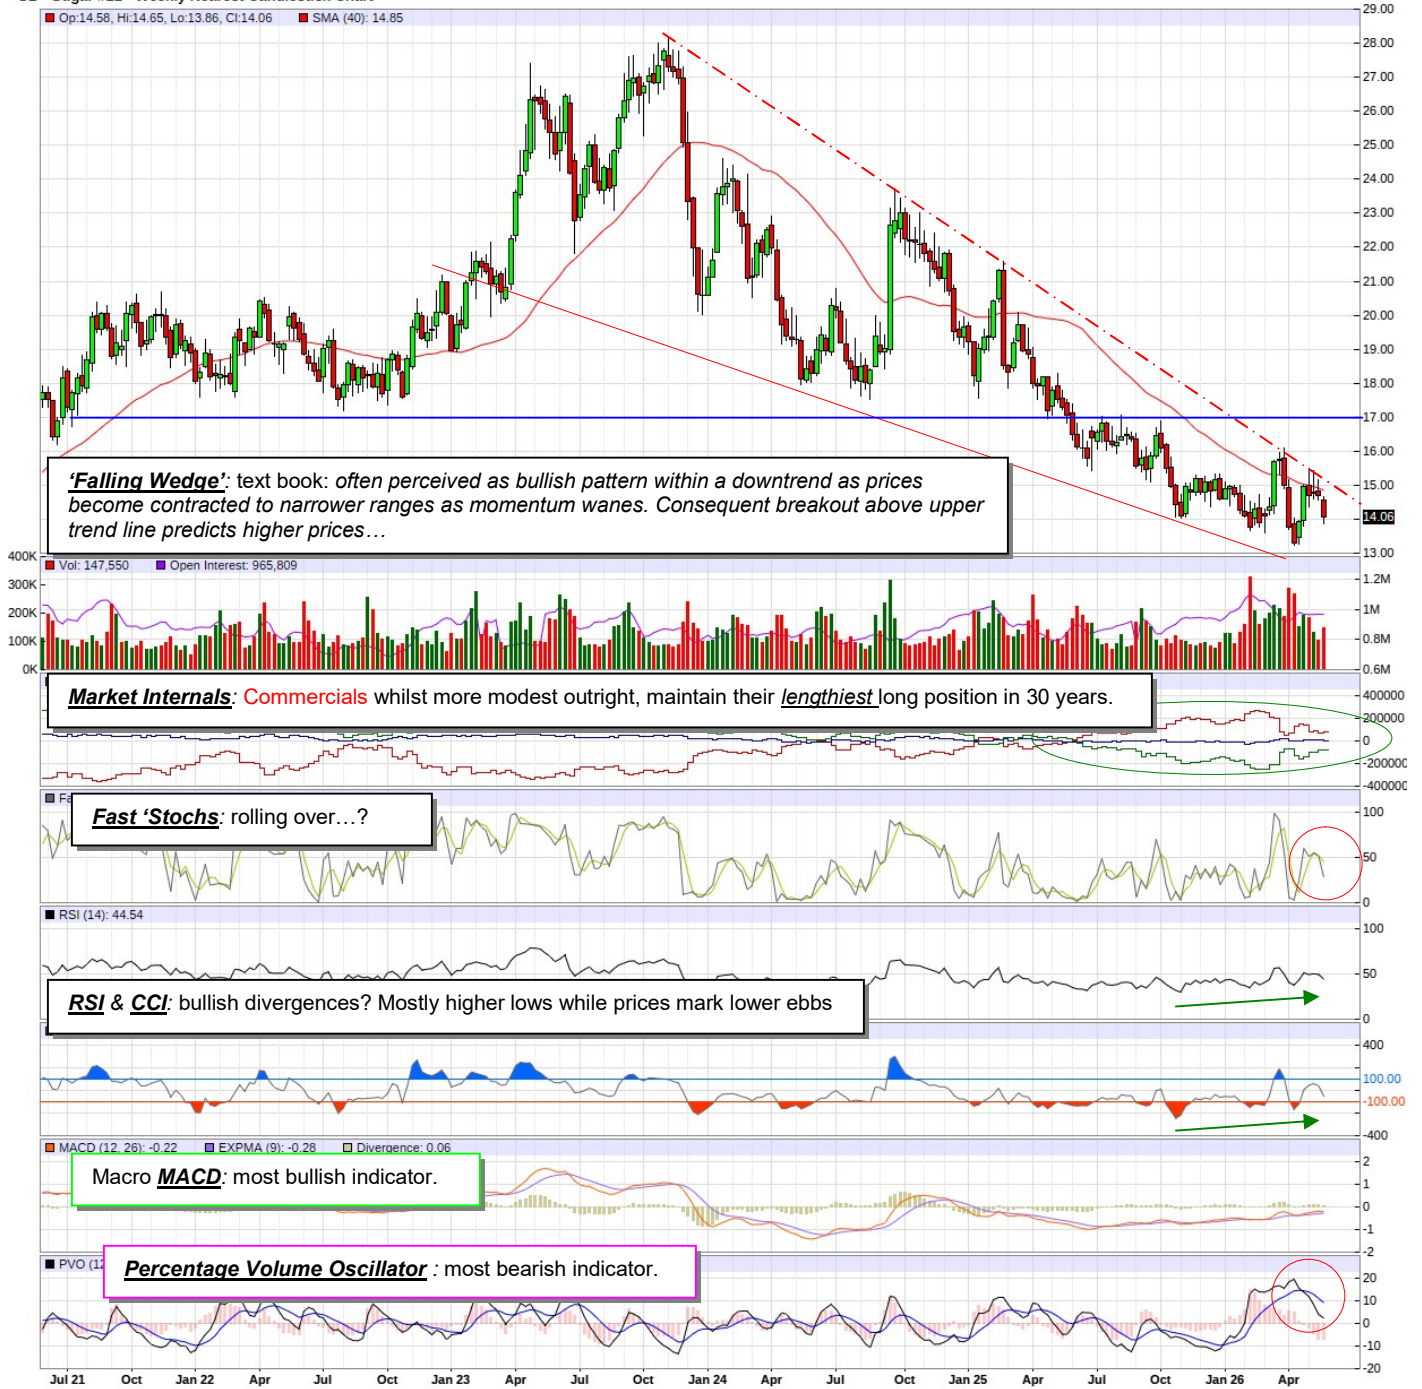 Op:14.58, Hi:14.65, Lo:13.86, Cl:14.06 SMA (40): 14.85
29.00
28.00
27.00
26.00
25.00
24.00
23.00
22.00
21.00
20.00
19.00
18.00
17.00
16.00
15.00
14.06
13.00
'Falling Wedge': text book: often perceived as bullish pattern within a downtrend as prices
become contracted to narrower ranges as momentum wanes. Consequent breakout above upper
trend line predicts higher prices…
Vol: 147,550 Open Interest: 965,809
400K
300K
200K
100K
0K
1.2M
1M
0.8M
0.6M
Market Internals: Commercials whilst more modest outright, maintain their lengthiest long position in 30 years.
400000
200000
0
-200000
-400000
Fast 'Stochs: rolling over…?
100
50
0
RSI (14): 44.54
100
50
0
RSI & CCI: bullish divergences? Mostly higher lows while prices mark lower ebbs
400
100.00
-100.00
-400
MACD (12, 26): -0.22 EXPMA (9): -0.28 Divergence: 0.06
Macro MACD: most bullish indicator.
2
1
0
-1
-2
PVO (12
Percentage Volume Oscillator : most bearish indicator.
20
10
0
-10
-20
Jul 21 Oct Jan 22 Apr Jul Oct Jan 23 Apr Jul Oct Jan 24 Apr Jul Oct Jan 25 Apr Jul Oct Jan 26 Apr